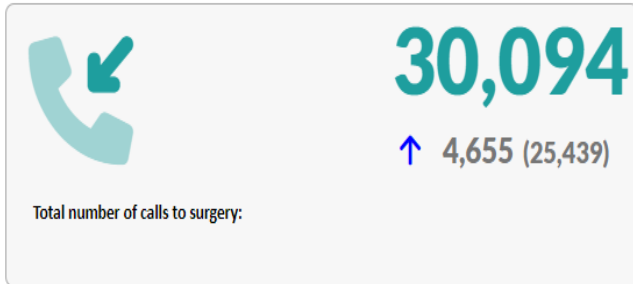 30,094
↑ 4,655 (25,439)
Total number of calls to surgery: